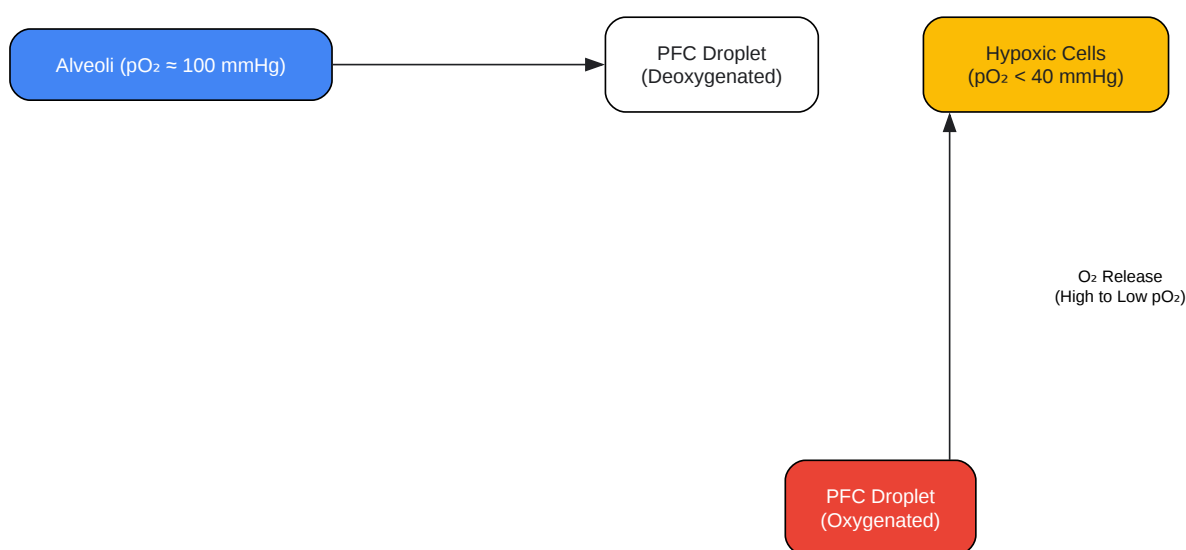 Alveoli (pO₂ ≈ 100 mmHg)
PFC Droplet
(Deoxygenated)
Hypoxic Cells
(pO₂ < 40 mmHg)
O₂ Release
(High to Low pO₂)
PFC Droplet
(Oxygenated)